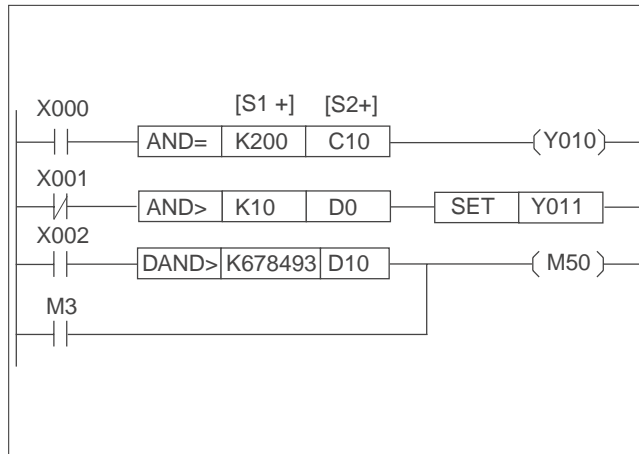 [S1 +] [S2+]
X000
AND= K200 C10 (Y010)
X001
AND> K10 D0 SET Y011
X002
DAND> K678493 D10 (M50)
M3